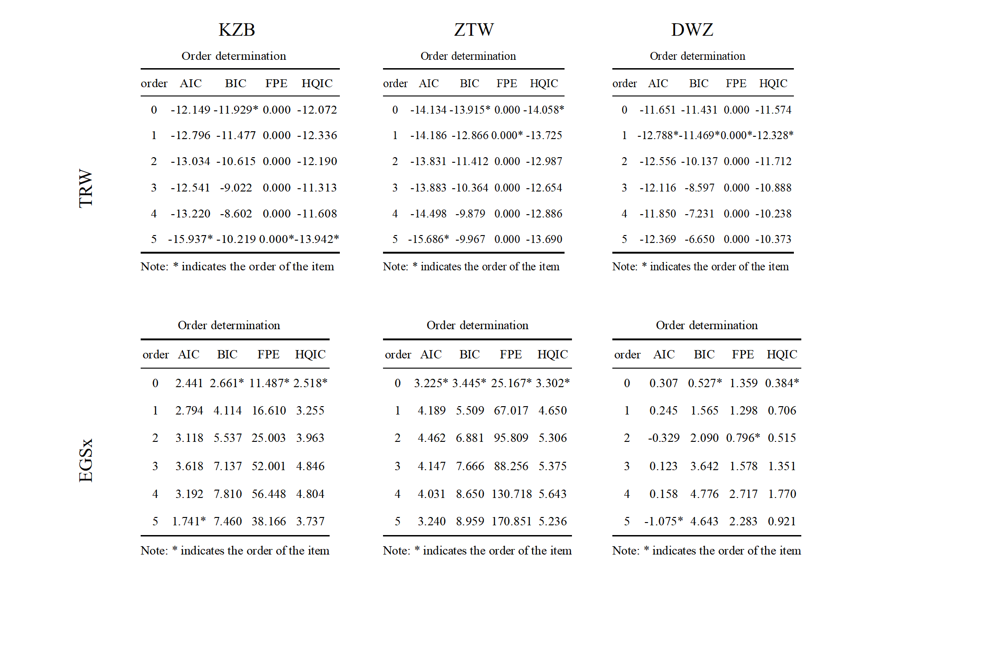 KZB ZTW DWZ
TRW
Order determination
order AIC BIC FPE HQIC
0 -12.149 -11.929* 0.000 -12.072
1 -12.796 -11.477 0.000 -12.336
2 -13.034 -10.615 0.000 -12.190
3 -12.541 -9.022 0.000 -11.313
4 -13.220 -8.602 0.000 -11.608
5 -15.937* -10.219 0.000* -13.942*
Note: * indicates the order of the item
Order determination
order AIC BIC FPE HQIC
0 -14.134 -13.915* 0.000 -14.058*
1 -14.186 -12.866 0.000* -13.725
2 -13.831 -11.412 0.000 -12.987
3 -13.883 -10.364 0.000 -12.654
4 -14.498 -9.879 0.000 -12.886
5 -15.686* -9.967 0.000 -13.690
Note: * indicates the order of the item
Order determination
order AIC BIC FPE HQIC
0 -11.651 -11.431 0.000 -11.574
1 -12.788* -11.469* 0.000* -12.328*
2 -12.556 -10.137 0.000 -11.712
3 -12.116 -8.597 0.000 -10.888
4 -11.850 -7.231 0.000 -10.238
5 -12.369 -6.650 0.000 -10.373
Note: * indicates the order of the item
EGSx
Order determination
order AIC BIC FPE HQIC
0 2.441 2.661* 11.487* 2.518*
1 2.794 4.114 16.610 3.255
2 3.118 5.537 25.003 3.963
3 3.618 7.137 52.001 4.846
4 3.192 7.810 56.448 4.804
5 1.741* 7.460 38.166 3.737
Note: * indicates the order of the item
Order determination
order AIC BIC FPE HQIC
0 3.225* 3.445* 25.167* 3.302*
1 4.189 5.509 67.017 4.650
2 4.462 6.881 95.809 5.306
3 4.147 7.666 88.256 5.375
4 4.031 8.650 130.718 5.643
5 3.240 8.959 170.851 5.236
Note: * indicates the order of the item
Order determination
order AIC BIC FPE HQIC
0 0.307 0.527* 1.359 0.384*
1 0.245 1.565 1.298 0.706
2 -0.329 2.090 0.796* 0.515
3 0.123 3.642 1.578 1.351
4 0.158 4.776 2.717 1.770
5 -1.075* 4.643 2.283 0.921
Note: * indicates the order of the item